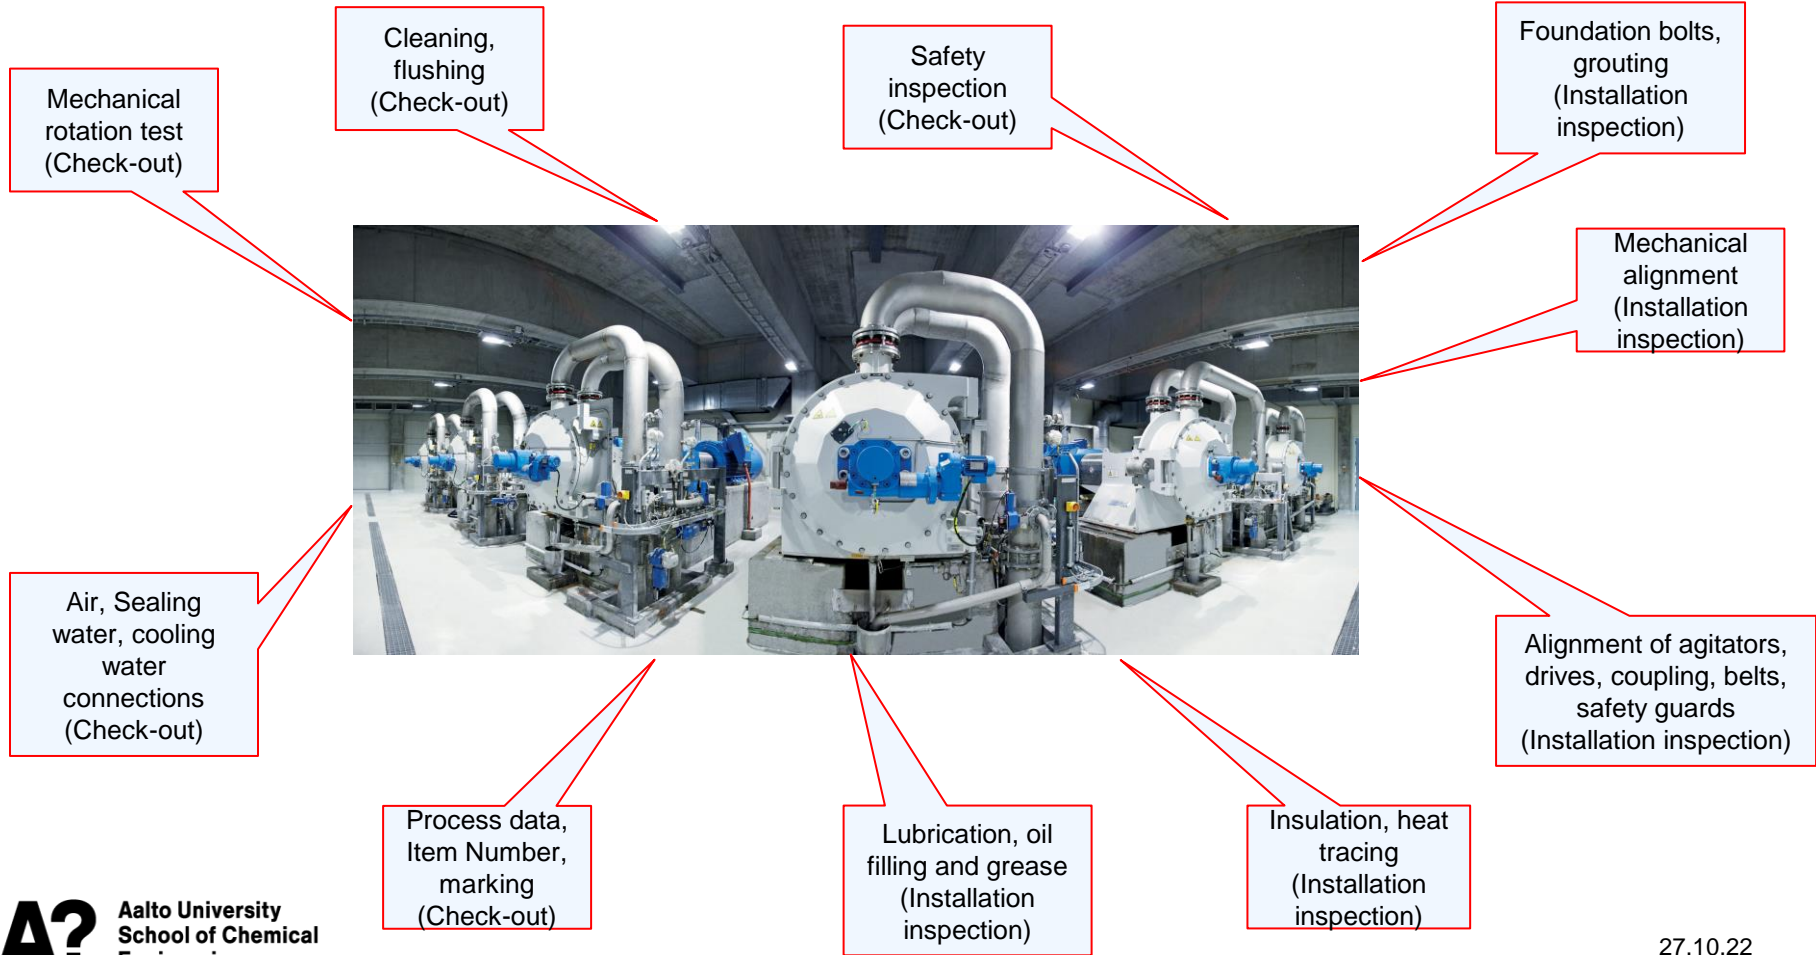 Mechanical
rotation test
(Check-out)
Cleaning,
flushing
(Check-out)
Safety
inspection
(Check-out)
Foundation bolts,
grouting
(Installation
inspection)
Mechanical
alignment
(Installation
inspection)
Air, Sealing
water, cooling
water
connections
(Check-out)
Alignment of agitators,
drives, coupling, belts,
safety guards
(Installation inspection)
Process data,
Item Number,
marking
(Check-out)
Lubrication, oil
filling and grease
(Installation
inspection)
Insulation, heat
tracing
(Installation
inspection)
A?
Aalto University
School of Chemical
27.10.22